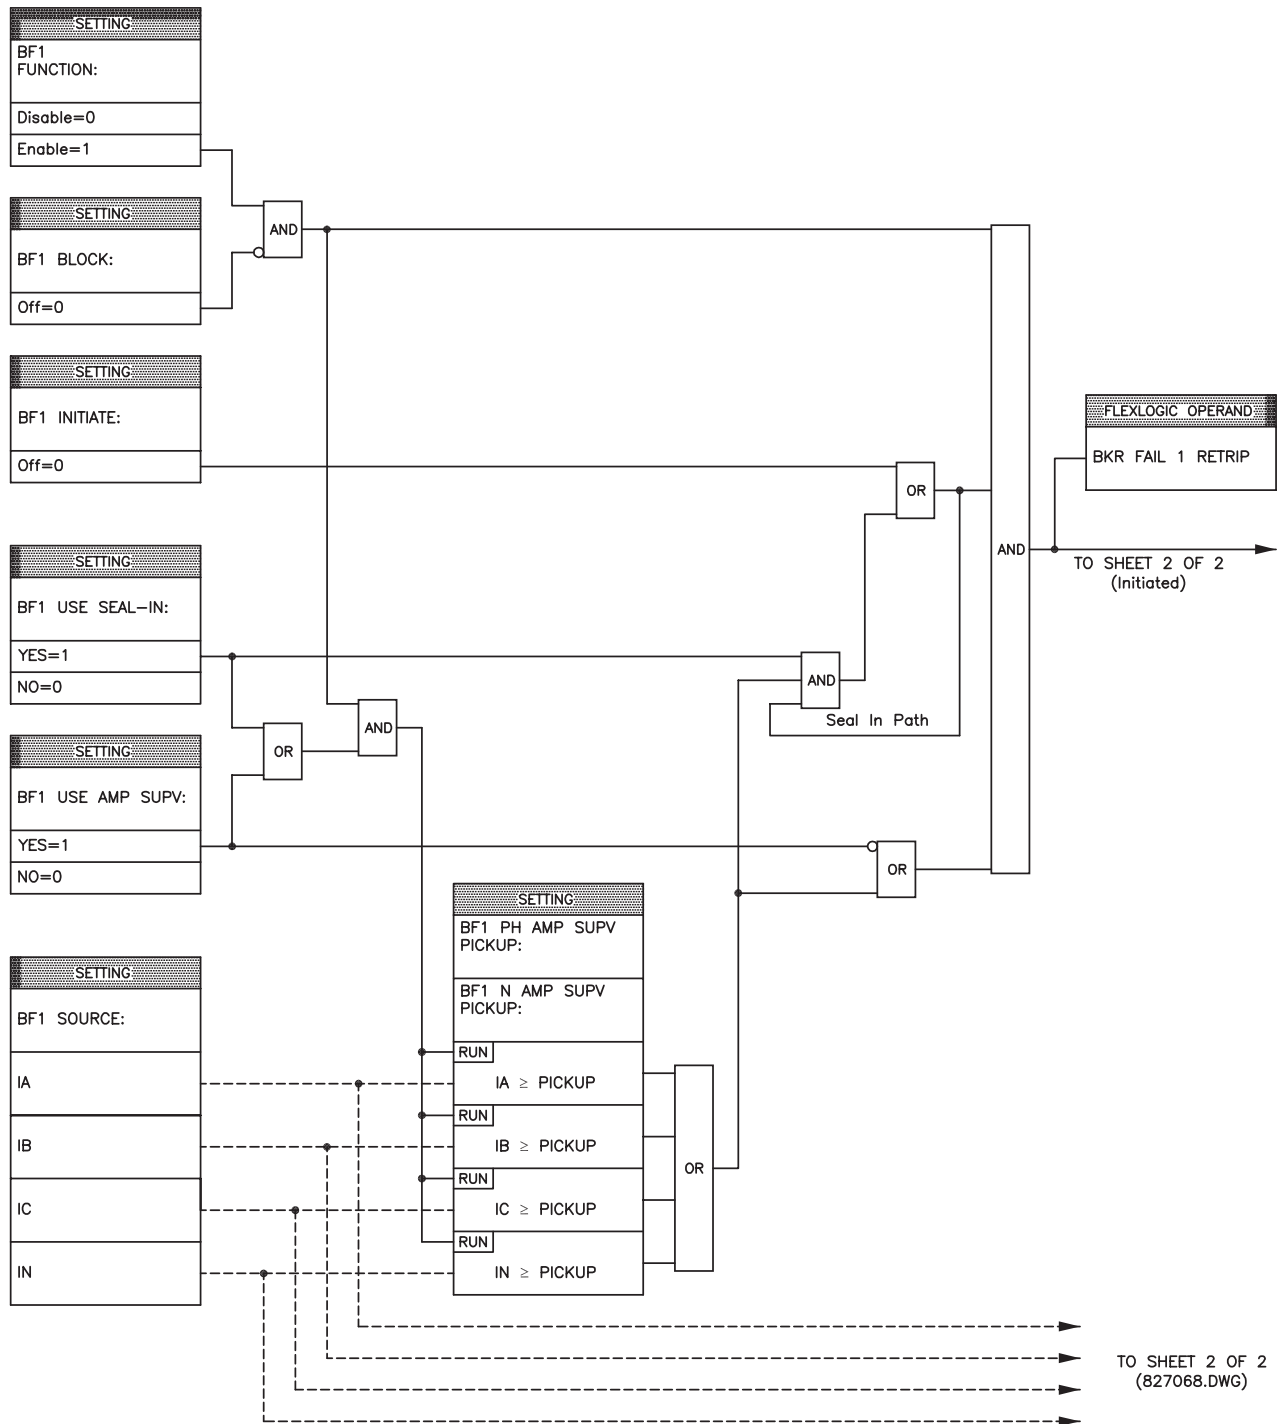 SETTING
BF1
FUNCTION:
Disable=0
Enable=1
SETTING
BF1 BLOCK:
Off=0
AND
SETTING
BF1 INITIATE:
Off=0
OR
AND
FLEXLOGIC OPERAND
BKR FAIL 1 RETRIP
TO SHEET 2 OF 2
(Initiated)
SETTING
BF1 USE SEAL-IN:
YES=1
NO=0
AND
Seal In Path
OR
AND
SETTING
BF1 USE AMP SUPV:
YES=1
NO=0
OR
SETTING
BF1 PH AMP SUPV
PICKUP:
BF1 N AMP SUPV
PICKUP:
RUN
IA ≥ PICKUP
RUN
IB ≥ PICKUP
RUN
IC ≥ PICKUP
RUN
IN ≥ PICKUP
OR
SETTING
BF1 SOURCE:
IA
IB
IC
IN
TO SHEET 2 OF 2
(827068.DWG)